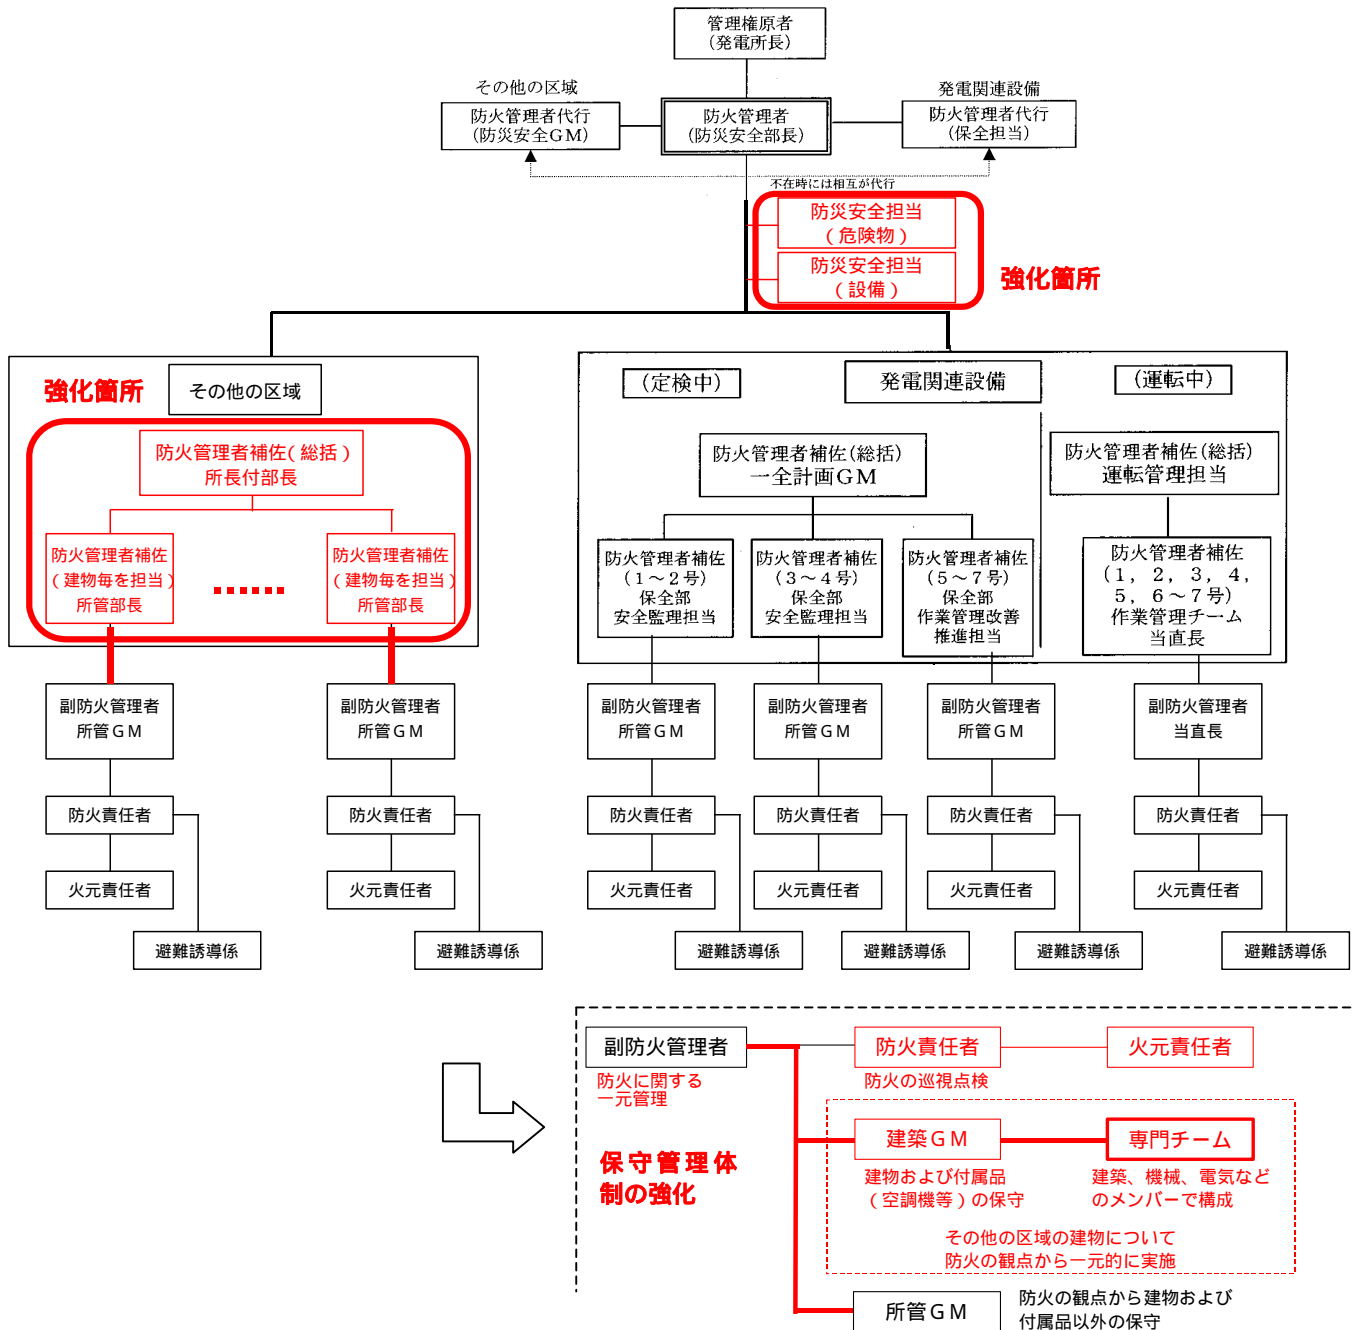 管理権原者
(発電所長)
その他の区域
防火管理者代行
(防災安全GM)
防火管理者
(防災安全部長)
発電関連設備
防火管理者代行
(保全担当)
不在時には相互が代行
防災安全担当
(危険物)
防災安全担当
(設備)
強化箇所
強化箇所
その他の区域
防火管理者補佐(総括)
所長付部長
防火管理者補佐
(建物毎を担当)
所管部長
……
防火管理者補佐
(建物毎を担当)
所管部長
(定検中)
発電関連設備
(運転中)
防火管理者補佐(総括)
一全計画GM
防火管理者補佐(総括)
運転管理担当
防火管理者補佐
(1～2号)
保全部
安全監理担当
防火管理者補佐
(3～4号)
保全部
安全監理担当
防火管理者補佐
(5～7号)
保全部
作業管理改善
推進担当
防火管理者補佐
(1, 2, 3, 4,
5, 6～7号)
作業管理チーム
当直長
副防火管理者
所管GM
副防火管理者
所管GM
副防火管理者
所管GM
副防火管理者
所管GM
副防火管理者
所管GM
副防火管理者
当直長
防火責任者
防火責任者
防火責任者
防火責任者
防火責任者
防火責任者
火元責任者
火元責任者
火元責任者
火元責任者
火元責任者
火元責任者
避難誘導係
避難誘導係
避難誘導係
避難誘導係
避難誘導係
避難誘導係
副防火管理者
防火に関する
一元管理
防火責任者
防火の巡視点検
火元責任者
保守管理体
制の強化
建築GM
建物および付属品
(空調機等)の保守
専門チーム
建築、機械、電気など
のメンバーで構成
その他の区域の建物について
防火の観点から一元的に実施
所管GM
防火の観点から建物および
付属品以外の保守